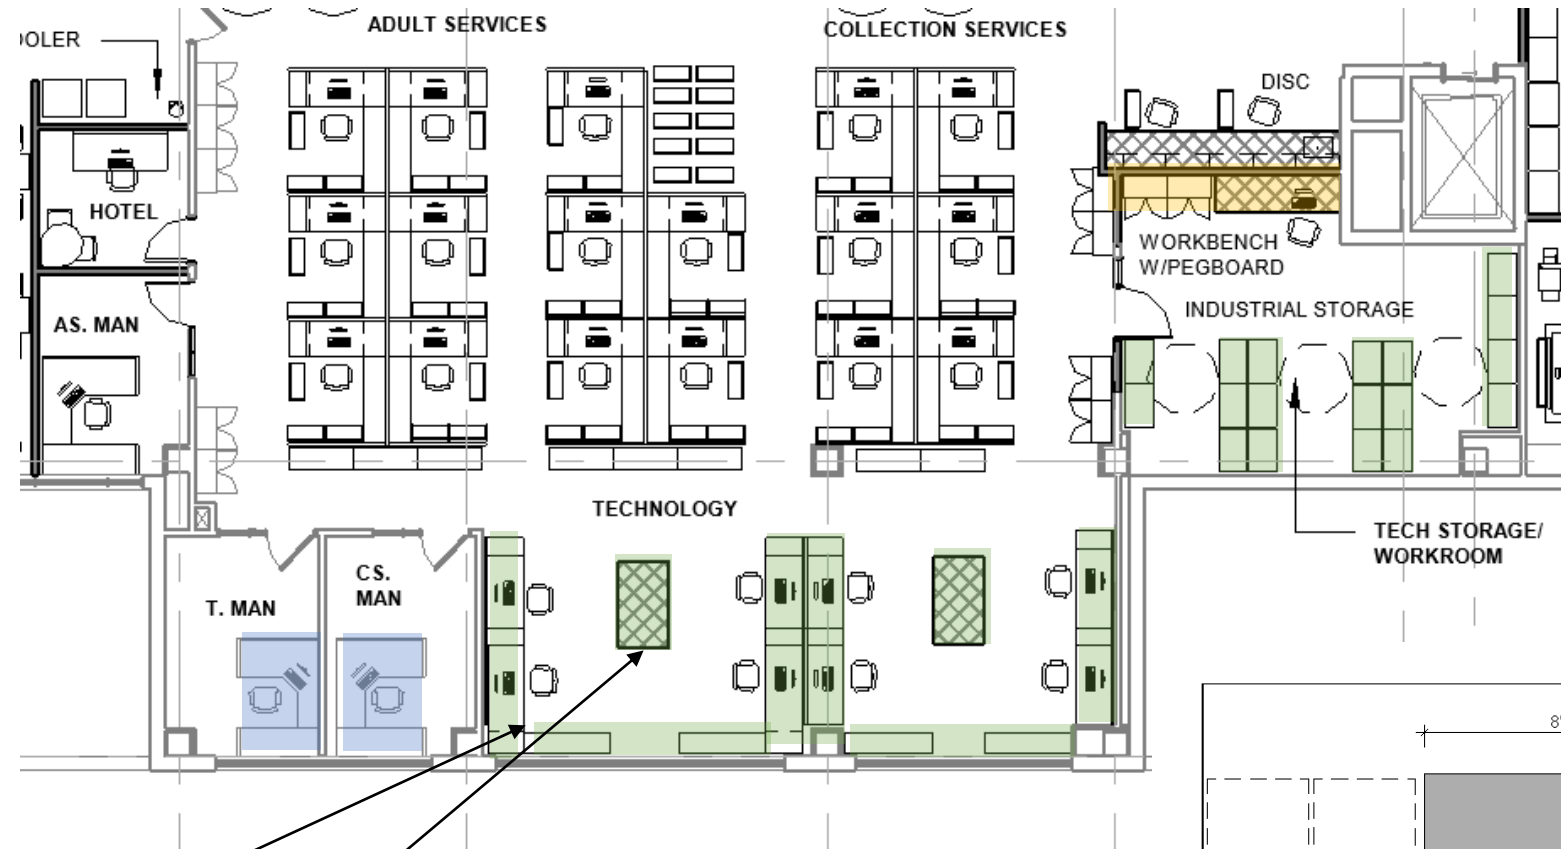 ADULT SERVICES
COLLECTION SERVICES
OOLER
DISC
HOTEL
WORKBENCH
W/PEGBOARD
INDUSTRIAL STORAGE
AS. MAN
TECHNOLOGY
TECH STORAGE/
WORKROOM
CS.
MAN
T. MAN